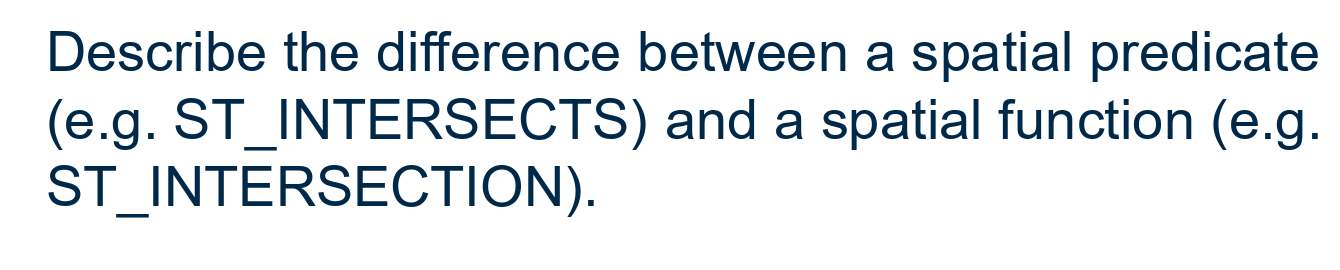 Describe the difference between a spatial predicate
(e.g. ST_INTERSECTS) and a spatial function (e.g.
ST_INTERSECTION).